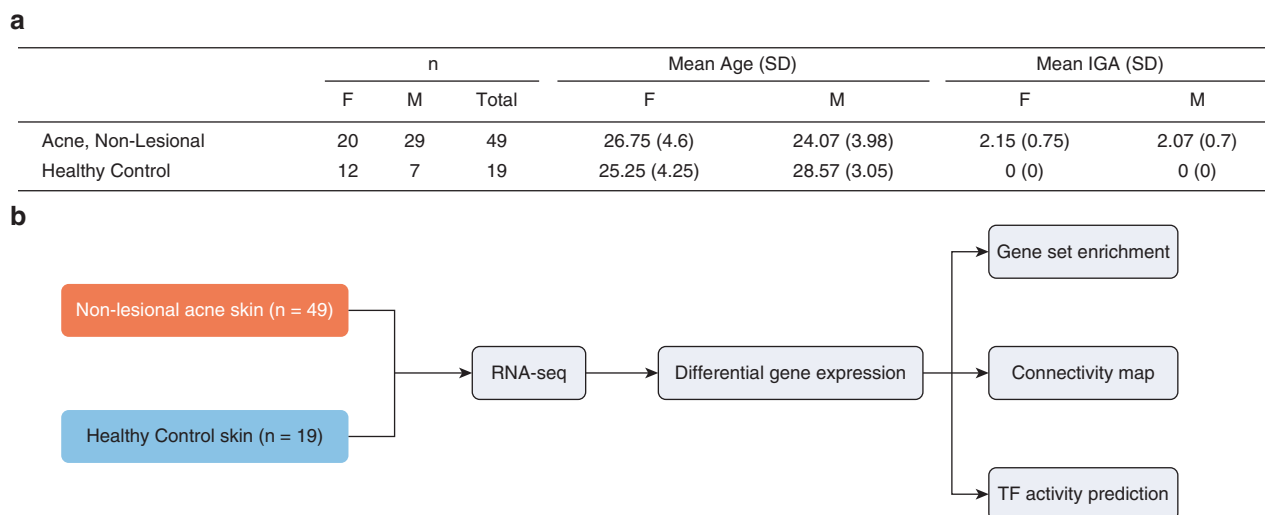 a
n Mean Age (SD) Mean IGA (SD)
F M Total F M F M
Acne, Non-Lesional 20 29 49 26.75 (4.6) 24.07 (3.98) 2.15 (0.75) 2.07 (0.7)
Healthy Control 12 7 19 25.25 (4.25) 28.57 (3.05) 0 (0) 0 (0)
b
Gene set enrichment
Non-lesional acne skin (n = 49)
RNA-seq Differential gene expression Connectivity map
Healthy Control skin (n = 19)
TF activity prediction